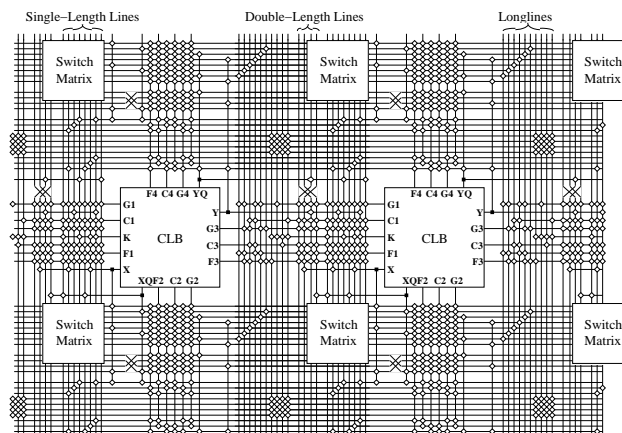 Single-Length Lines Double-Length Lines Longlines
Switch Matrix
Switch Matrix
Switch Matrix
F4 C4 G4 YQ
G1
C1
K
F1
X
CLB
Y
G3
C3
F3
XQF2 C2 G2
F4 C4 G4 YQ
G1
C1
K
F1
X
CLB
Y
G3
C3
F3
XQF2 C2 G2
Switch Matrix
Switch Matrix
Switch Matrix